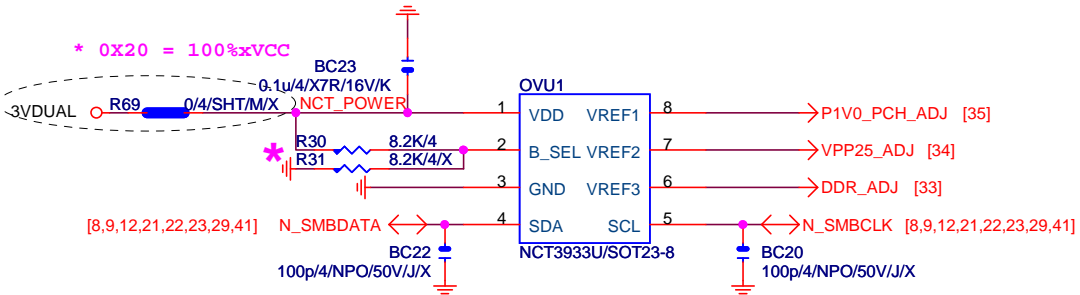 * 0X20 = 100%xVCC
BC23
0.1u/4/X7R/16V/K
OVU1
3VDUAL R69 0/4/SHT/M/X NCT_POWER 1 VDD VREF1 8 P1V0_PCH_ADJ [35]
* R30 8.2K/4 2 B_SEL VREF2 7 VPP25_ADJ [34]
R31 8.2K/4/X
3 GND VREF3 6 DDR_ADJ [33]
[8,9,12,21,22,23,29,41] N_SMBDATA 4 SDA SCL 5 N_SMBCLK [8,9,12,21,22,23,29,41]
BC22 NCT3933U/SOT23-8 BC20
100p/4/NPO/50V/J/X 100p/4/NPO/50V/J/X